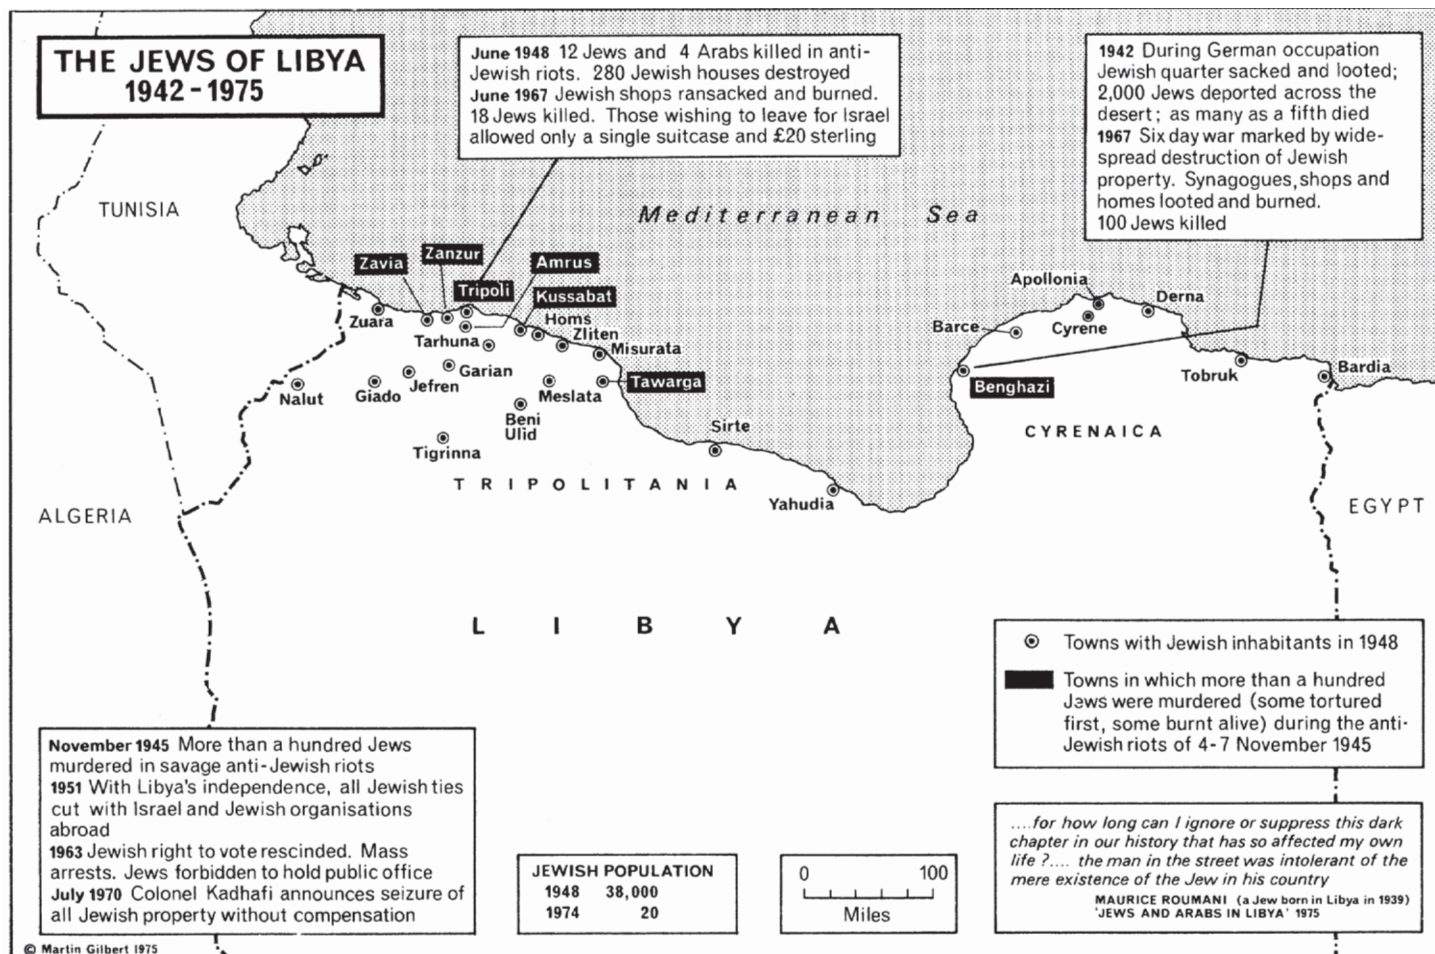 THE JEWS OF LIBYA
1942-1975
June 1948 12 Jews and 4 Arabs killed in anti-
Jewish riots. 280 Jewish houses destroyed
June 1967 Jewish shops ransacked and burned.
18 Jews killed. Those wishing to leave for Israel
allowed only a single suitcase and £20 sterling
1942 During German occupation
Jewish quarter sacked and looted;
2,000 Jews deported across the
desert; as many as a fifth died
1967 Six day war marked by wide-
spread destruction of Jewish
property. Synagogues, shops and
homes looted and burned.
100 Jews killed
TUNISIA
Mediterranean Sea
Zavia
Zanzur
Tripoli
Amrus
Kussabat
Zuara
Tarhuna
Homs
Zliten
Misurata
Nalut
Giado
Jefren
Garian
Meslata
Tawarga
Beni
Ulid
Tigrinna
Sirte
Yahudia
Apollonia
Derna
Barce
Cyrene
Benghazi
Tobruk
Bardia
CYRENAICA
TRIPOLITANIA
ALGERIA
EGYPT
LIBYA
Towns with Jewish inhabitants in 1948
Towns in which more than a hundred
Jews were murdered (some tortured
first, some burnt alive) during the anti-
Jewish riots of 4-7 November 1945
November 1945 More than a hundred Jews
murdered in savage anti-Jewish riots
1951 With Libya's independence, all Jewish ties
cut with Israel and Jewish organisations
abroad
1963 Jewish right to vote rescinded. Mass
arrests. Jews forbidden to hold public office
July 1970 Colonel Kadhafi announces seizure of
all Jewish property without compensation
JEWISH POPULATION
1948 38,000
1974 20
0 100
Miles
....for how long can I ignore or suppress this dark
chapter in our history that has so affected my own
life ?.... the man in the street was intolerant of the
mere existence of the Jew in his country
MAURICE ROUMANI (a Jew born in Libya in 1939)
'JEWS AND ARABS IN LIBYA' 1975
© Martin Gilbert 1975